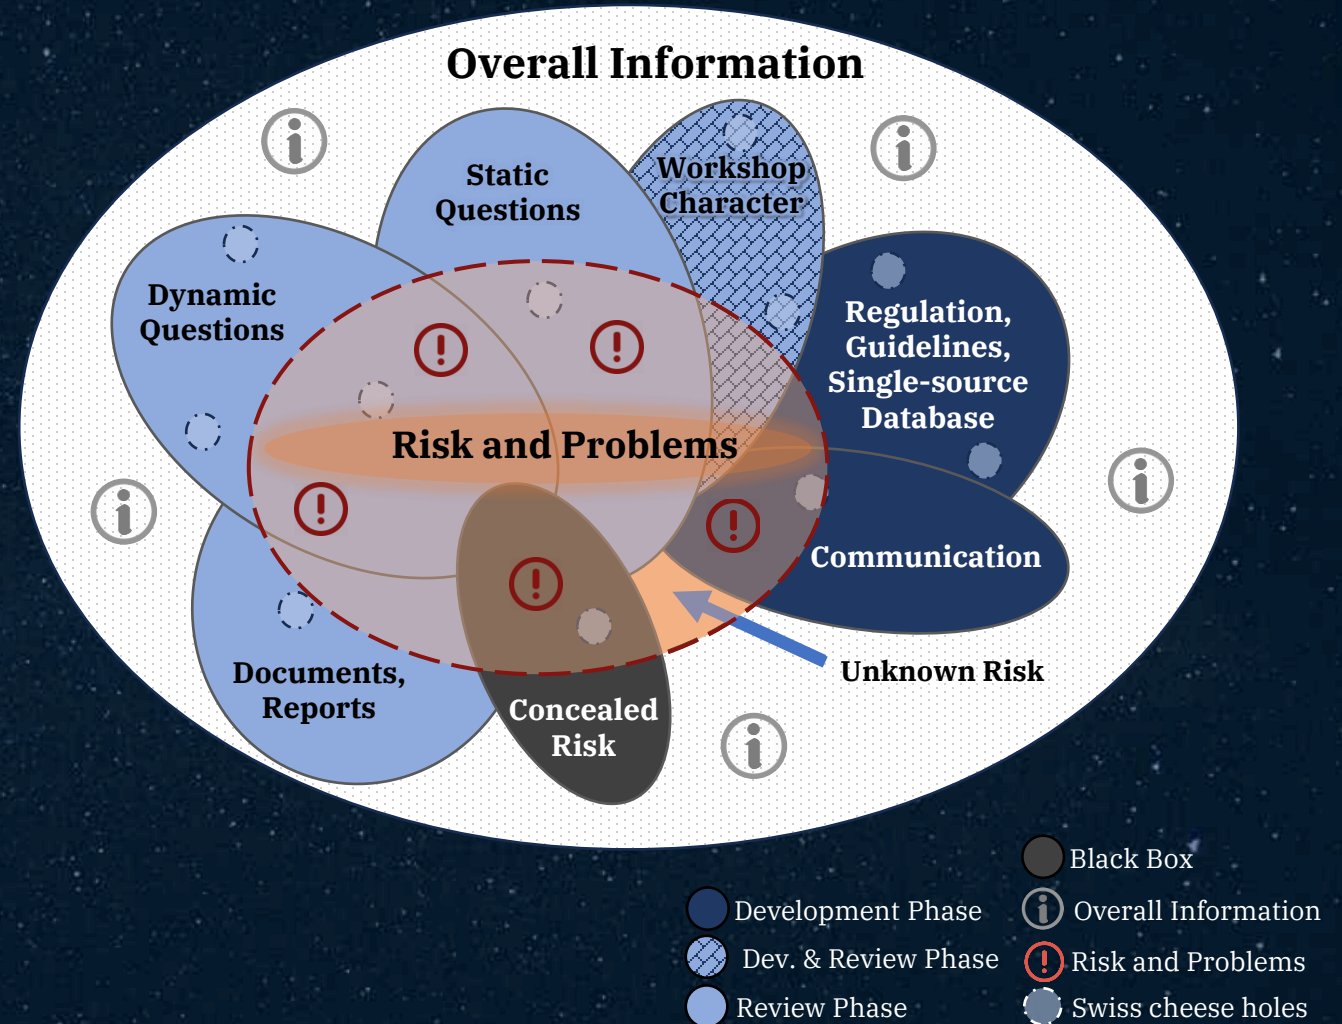 Overall Information
Static
Questions
Workshop
Character
Dynamic
Questions
Regulation,
Guidelines,
Single-source
Database
Risk and Problems
Communication
Unknown Risk
Documents,
Reports
Concealed
Risk
Black Box
Development Phase
Overall Information
Dev. & Review Phase
Risk and Problems
Review Phase
Swiss cheese holes